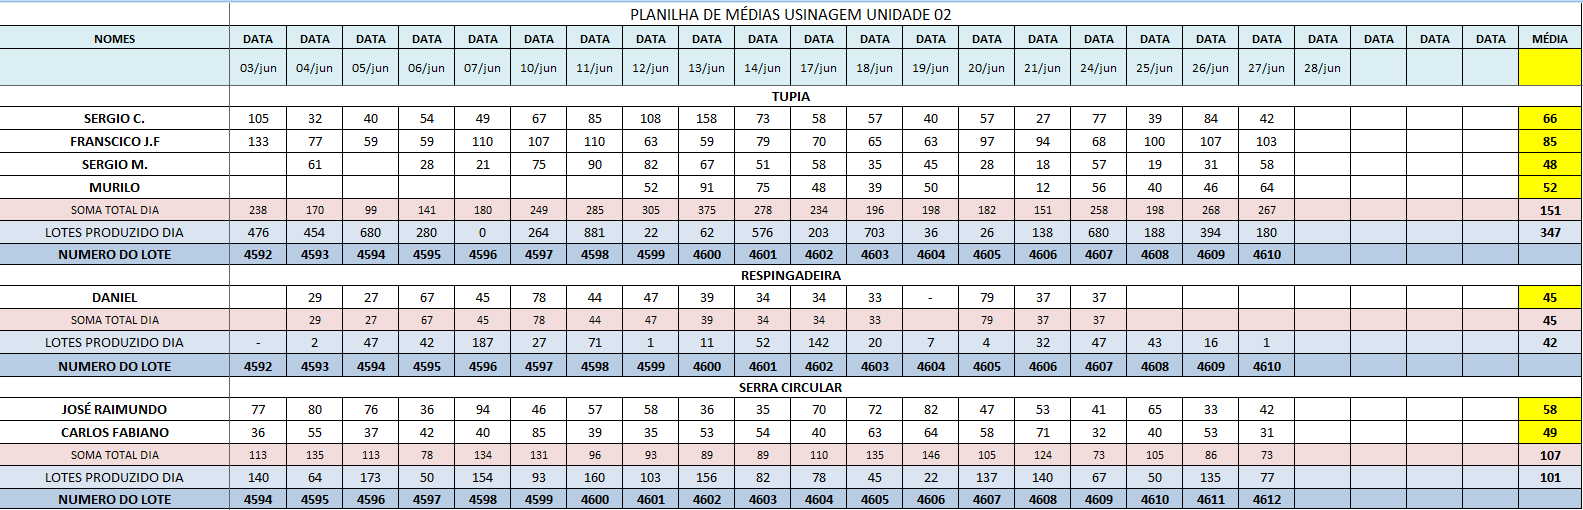 PLANILHA DE MÉDIAS USINAGEM UNIDADE 02
NOMES DATA DATA DATA DATA DATA DATA DATA DATA DATA DATA DATA DATA DATA DATA DATA DATA DATA DATA DATA DATA DATA DATA DATA MÉDIA
03/jun 04/jun 05/jun 06/jun 07/jun 10/jun 11/jun 12/jun 13/jun 14/jun 17/jun 18/jun 19/jun 20/jun 21/jun 24/jun 25/jun 26/jun 27/jun 28/jun
TUPIA
SERGIO C. 105 32 40 54 49 67 85 108 158 73 58 57 40 57 27 77 39 84 42 66
FRANSCICO J.F 133 77 59 59 110 107 110 63 59 79 70 65 63 97 94 68 100 107 103 85
SERGIO M. 61 28 21 75 90 82 67 51 58 35 45 28 18 57 19 31 58 48
MURILO 52 91 75 48 39 50 12 56 40 46 64 52
SOMA TOTAL DIA 238 170 99 141 180 249 285 305 375 278 234 196 198 182 151 258 198 268 267 151
LOTES PRODUZIDO DIA 476 454 680 280 0 264 881 22 62 576 203 703 36 26 138 680 188 394 180 347
NUMERO DO LOTE 4592 4593 4594 4595 4596 4597 4598 4599 4600 4601 4602 4603 4604 4605 4606 4607 4608 4609 4610
RESPINGADEIRA
DANIEL 29 27 67 45 78 44 47 39 34 34 33 - 79 37 37 45
SOMA TOTAL DIA 29 27 67 45 78 44 47 39 34 34 33 79 37 37 45
LOTES PRODUZIDO DIA - 2 47 42 187 27 71 1 11 52 142 20 7 4 32 47 43 16 1 42
NUMERO DO LOTE 4592 4593 4594 4595 4596 4597 4598 4599 4600 4601 4602 4603 4604 4605 4606 4607 4608 4609 4610
SERRA CIRCULAR
JOSÉ RAIMUNDO 77 80 76 36 94 46 57 58 36 35 70 72 82 47 53 41 65 33 42 58
CARLOS FABIANO 36 55 37 42 40 85 39 35 53 54 40 63 64 58 71 32 40 53 31 49
SOMA TOTAL DIA 113 135 113 78 134 131 96 93 89 89 110 135 146 105 124 73 105 86 73 107
LOTES PRODUZIDO DIA 140 64 173 50 154 93 160 103 156 82 78 45 22 137 140 67 50 135 77 101
NUMERO DO LOTE 4594 4595 4596 4597 4598 4599 4600 4601 4602 4603 4604 4605 4606 4607 4608 4609 4610 4611 4612